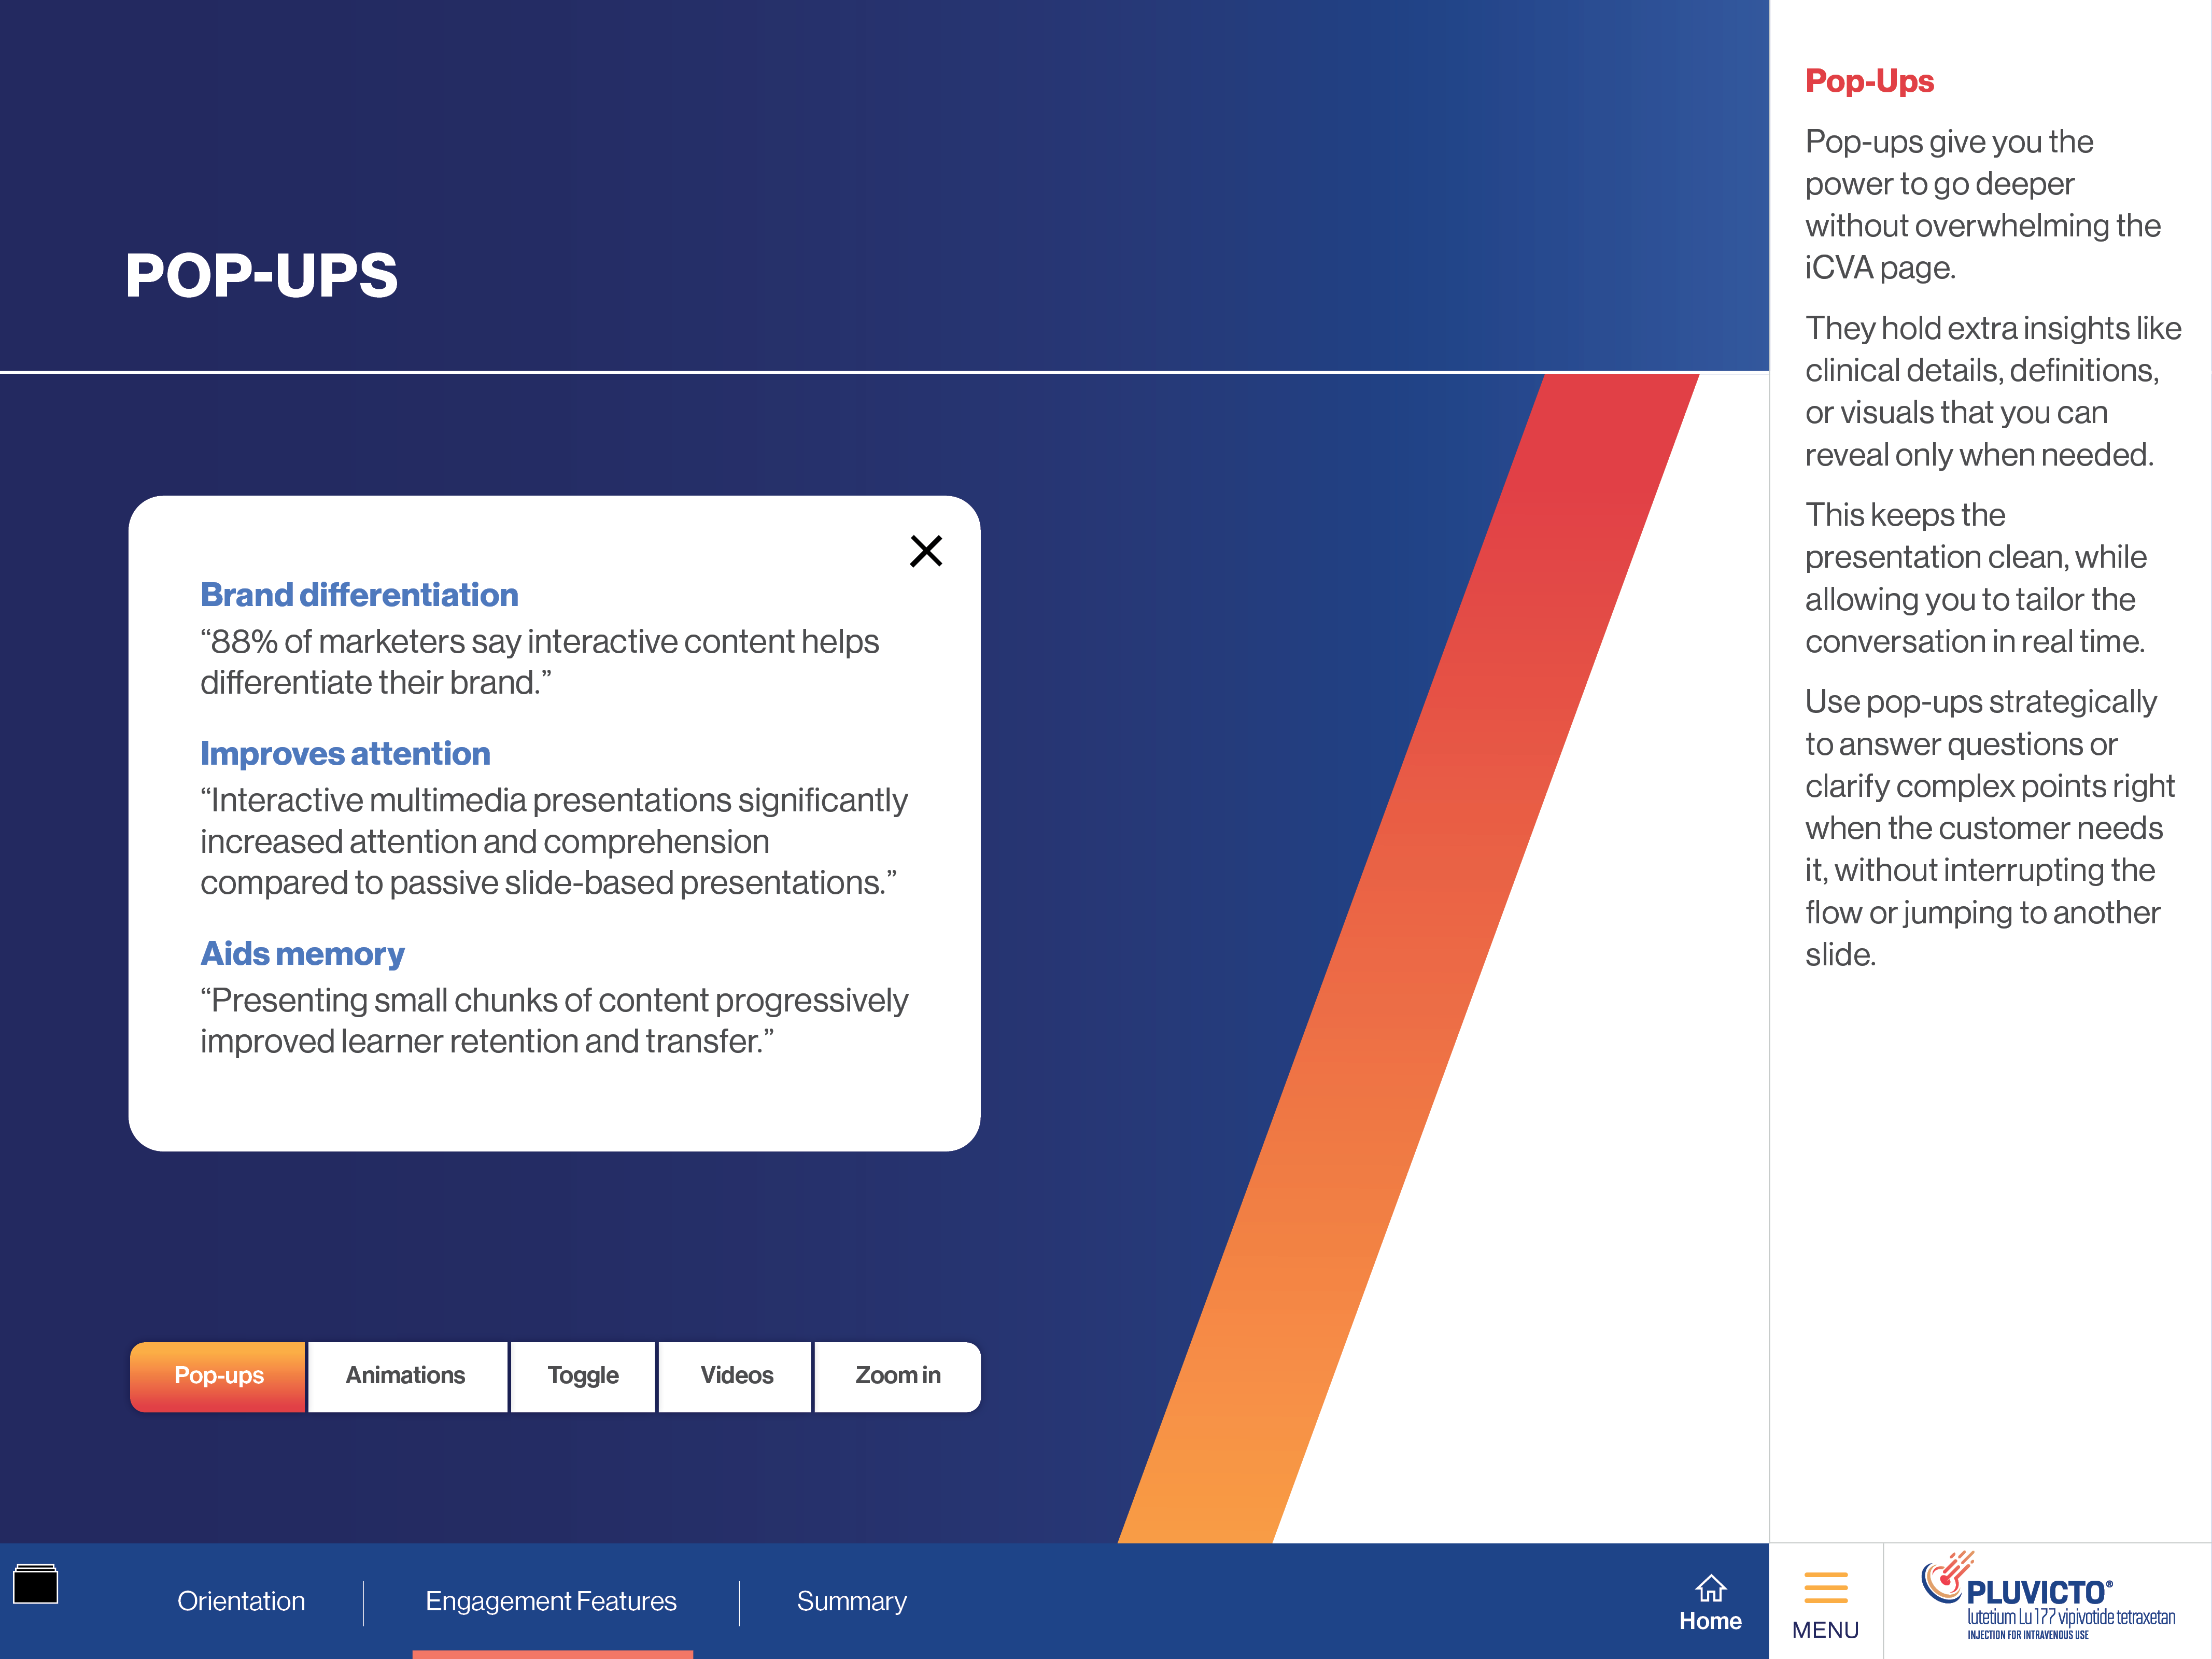 POP-UPS
Brand differentiation
“88% of marketers say interactive content helps
differentiate their brand.”
Improves attention
“Interactive multimedia presentations significantly
increased attention and comprehension
compared to passive slide-based presentations.”
Aids memory
“Presenting small chunks of content progressively
improved learner retention and transfer.”
Pop-ups
Animations
Toggle
Videos
Zoom in
Pop-Ups
Pop-ups give you the
power to go deeper
without overwhelming the
iCVA page.
They hold extra insights like
clinical details, definitions,
or visuals that you can
reveal only when needed.
This keeps the
presentation clean, while
allowing you to tailor the
conversation in real time.
Use pop-ups strategically
to answer questions or
clarify complex points right
when the customer needs
it, without interrupting the
flow or jumping to another
slide.
Orientation
Engagement Features
Summary
Home
MENU
PLUVICTO®
lutetium Lu 177 vipivotide tetraxetan
INJECTION FOR INTRAVENOUS USE